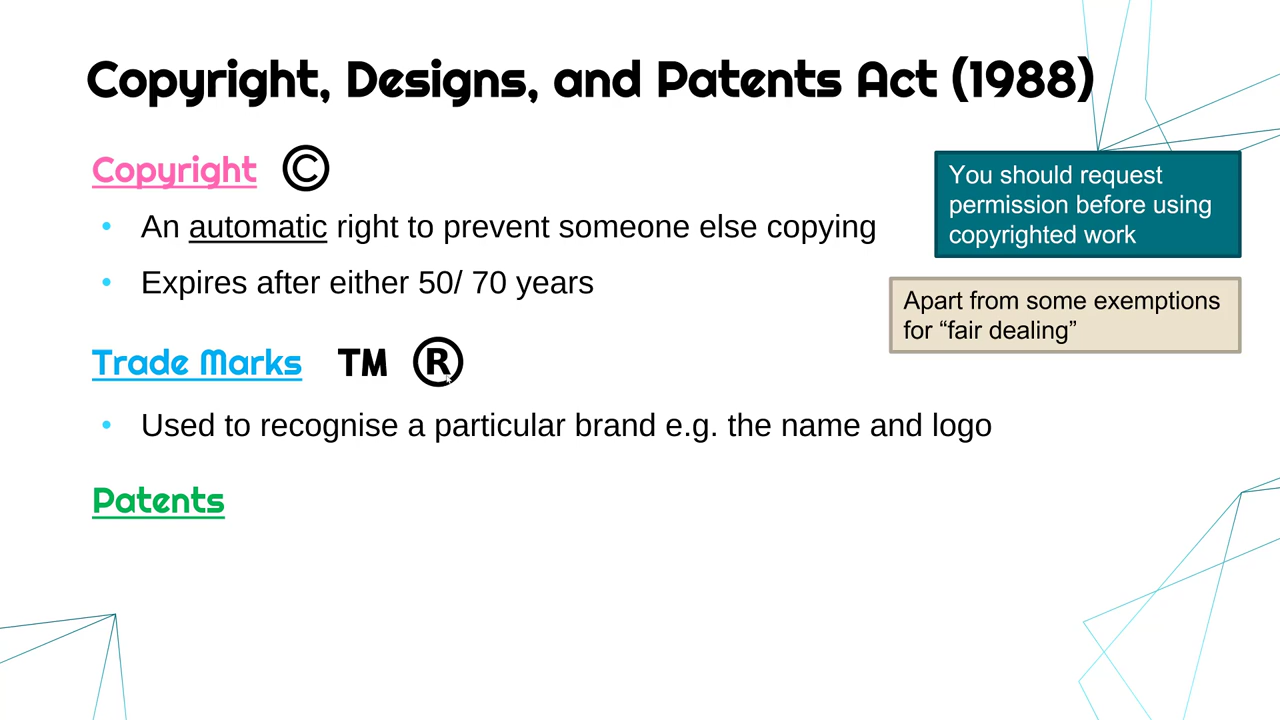 Copyright, Designs, and Patents Act (1988)
Copyright ©
• An automatic right to prevent someone else copying
• Expires after either 50/ 70 years
You should request
permission before using
copyrighted work
Apart from some exemptions
for “fair dealing”
Trade Marks TM ®
• Used to recognise a particular brand e.g. the name and logo
Patents